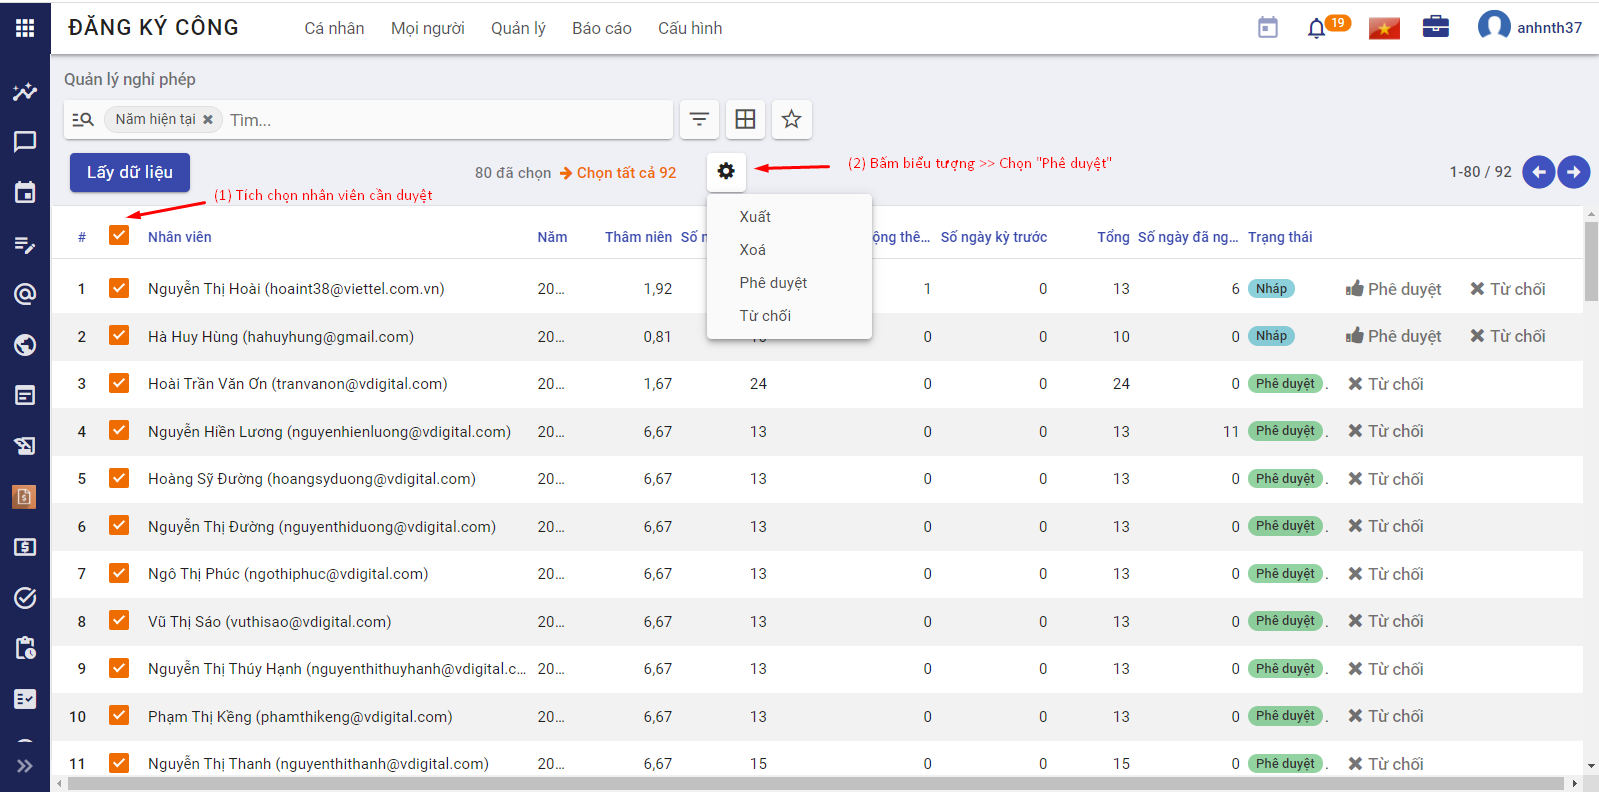 ĐĂNG KÝ CÔNG Cá nhân Mọi người Quản lý Báo cáo Cấu hình 19 anhnth37
Quản lý nghỉ phép
Năm hiện tại Tìm...
Lấy dữ liệu 80 đã chọn Chọn tất cả 92 (2) Bấm biểu tượng >> Chọn "Phê duyệt" 1-80 / 92
(1) Tích chọn nhân viên cần duyệt
Xuất
Xoá
Phê duyệt
Từ chối
# Nhân viên Năm Thâm niên Số n ộng thê... Số ngày kỳ trước Tổng Số ngày đã ng... Trạng thái
1 Nguyễn Thị Hoài (hoaint38@viettel.com.vn) 20... 1,92 1 0 13 6 Nháp Phê duyệt Từ chối
2 Hà Huy Hùng (hahuyhung@gmail.com) 20... 0,81 0 0 10 0 Nháp Phê duyệt Từ chối
3 Hoài Trần Văn Ơn (tranvanon@vdigital.com) 20... 1,67 24 0 0 24 0 Phê duyệt . Từ chối
4 Nguyễn Hiền Lương (nguyenhienluong@vdigital.com) 20... 6,67 13 0 0 13 11 Phê duyệt . Từ chối
5 Hoàng Sỹ Đường (hoangsyduong@vdigital.com) 20... 6,67 13 0 0 13 0 Phê duyệt . Từ chối
6 Nguyễn Thị Đường (nguyenthiduong@vdigital.com) 20... 6,67 13 0 0 13 0 Phê duyệt . Từ chối
7 Ngô Thị Phúc (ngothiphuc@vdigital.com) 20... 6,67 13 0 0 13 0 Phê duyệt . Từ chối
8 Vũ Thị Sáo (vuthisao@vdigital.com) 20... 6,67 13 0 0 13 0 Phê duyệt . Từ chối
9 Nguyễn Thị Thúy Hạnh (nguyenthithuyhanh@vdigital.c... 20... 6,67 13 0 0 13 0 Phê duyệt . Từ chối
10 Phạm Thị Kềng (phamthikeng@vdigital.com) 20... 6,67 13 0 0 13 0 Phê duyệt . Từ chối
11 Nguyễn Thị Thanh (nguyenthithanh@vdigital.com) 20... 6,67 15 0 0 15 0 Phê duyệt . Từ chối